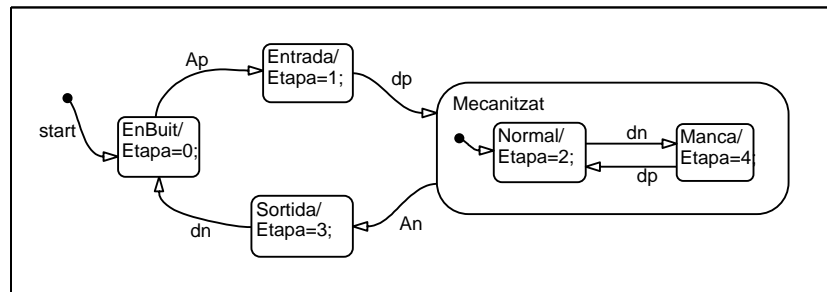 Ap
Entrada/
Etapa=1;
dp
start
EnBuit/
Etapa=0;
Mecanitzat
Normal/
Etapa=2;
dn
Manca/
Etapa=4;
dp
Sortida/
Etapa=3;
dn
An